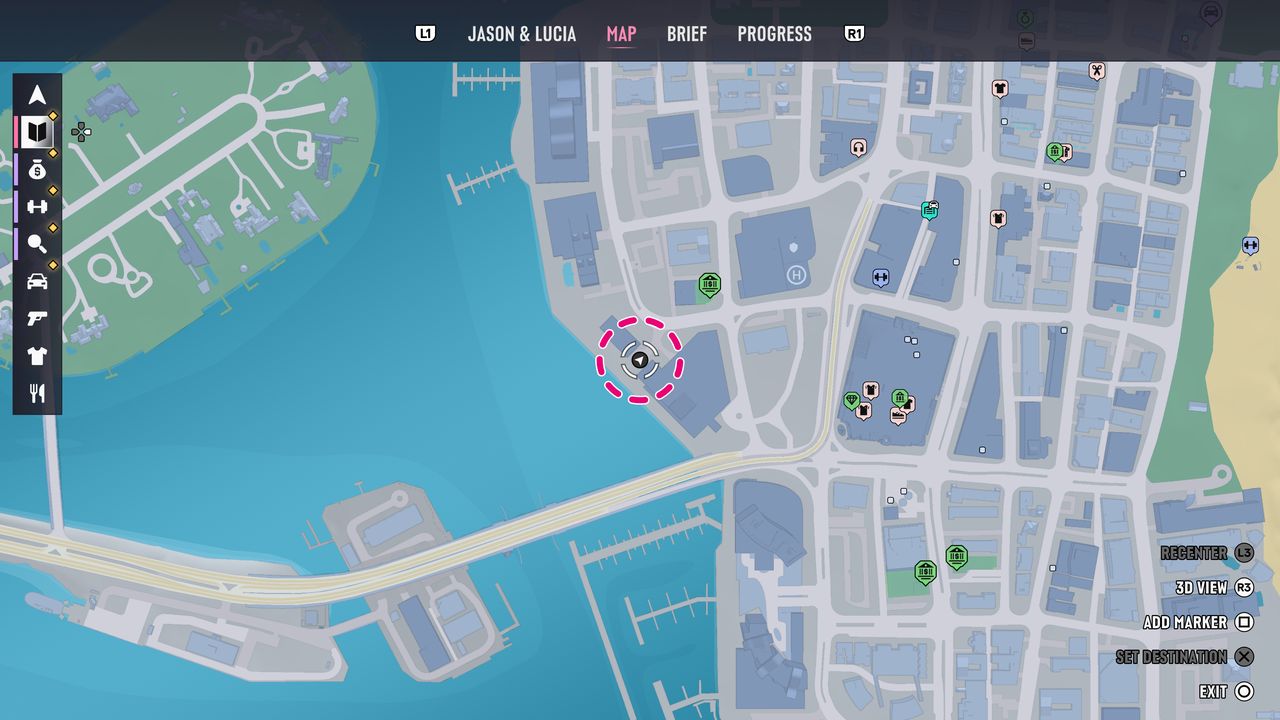 L1 JASON & LUCIA MAP BRIEF PROGRESS R1
H
RECENTER L3
3D VIEW R3
ADD MARKER
SET DESTINATION
EXIT